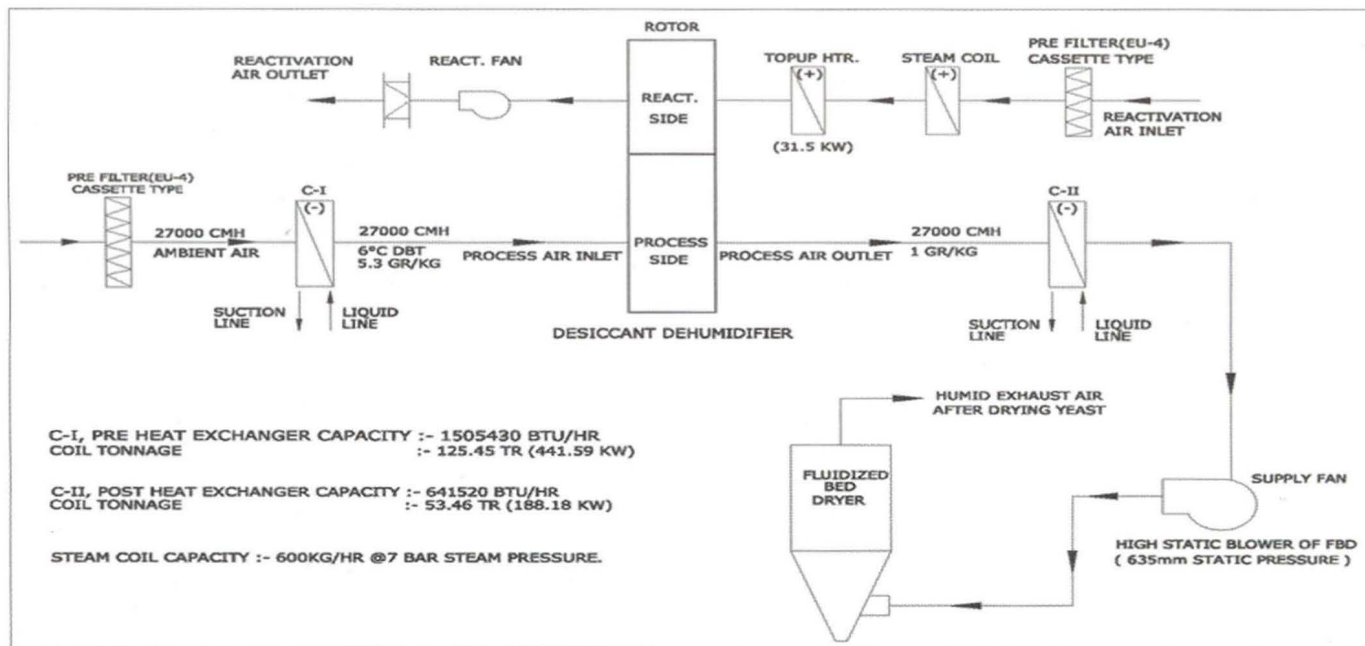 ROTOR
REACTIVATION
AIR OUTLET
REACT. FAN
TOPUP HTR.
STEAM COIL
PRE FILTER(EU-4)
CASSETTE TYPE
(+)
(+)
REACT.
SIDE
(31.5 KW)
REACTIVATION
AIR INLET
PRE FILTER(EU-4)
CASSETTE TYPE
C-I
(-)
C-II
(-)
27000 CMH
AMBIENT AIR
27000 CMH
6°C DBT
5.3 GR/KG
PROCESS AIR INLET
PROCESS
SIDE
PROCESS AIR OUTLET
27000 CMH
1 GR/KG
SUCTION
LINE
LIQUID
LINE
SUCTION
LINE
LIQUID
LINE
DESICCANT DEHUMIDIFIER
HUMID EXHAUST AIR
AFTER DRYING YEAST
C-I, PRE HEAT EXCHANGER CAPACITY :- 1505430 BTU/HR
COIL TONNAGE :- 125.45 TR (441.59 KW)
C-II, POST HEAT EXCHANGER CAPACITY :- 641520 BTU/HR
COIL TONNAGE :- 53.46 TR (188.18 KW)
STEAM COIL CAPACITY :- 600KG/HR @7 BAR STEAM PRESSURE.
FLUIDIZED
BED
DRYER
SUPPLY FAN
HIGH STATIC BLOWER OF FBD
( 635mm STATIC PRESSURE )